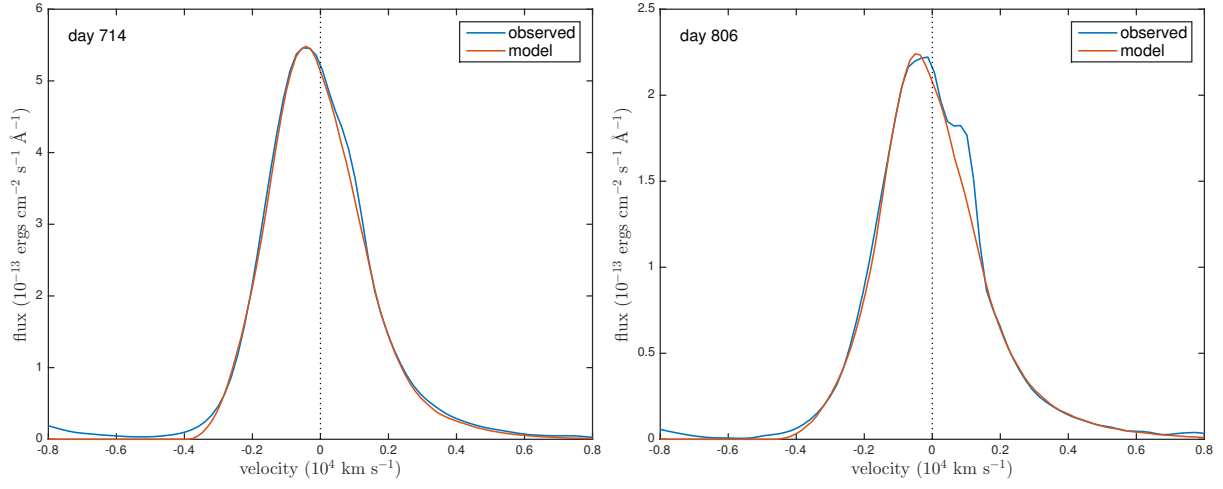 day 714
observed
model
6
5
4
3
2
1
0
flux (10⁻¹³ ergs cm⁻² s⁻¹ Å⁻¹)
-0.8 -0.6 -0.4 -0.2 0 0.2 0.4 0.6 0.8
velocity (10⁴ km s⁻¹)
day 806
observed
model
2.5
2
1.5
1
0.5
0
flux (10⁻¹³ ergs cm⁻² s⁻¹ Å⁻¹)
-0.8 -0.6 -0.4 -0.2 0 0.2 0.4 0.6 0.8
velocity (10⁴ km s⁻¹)